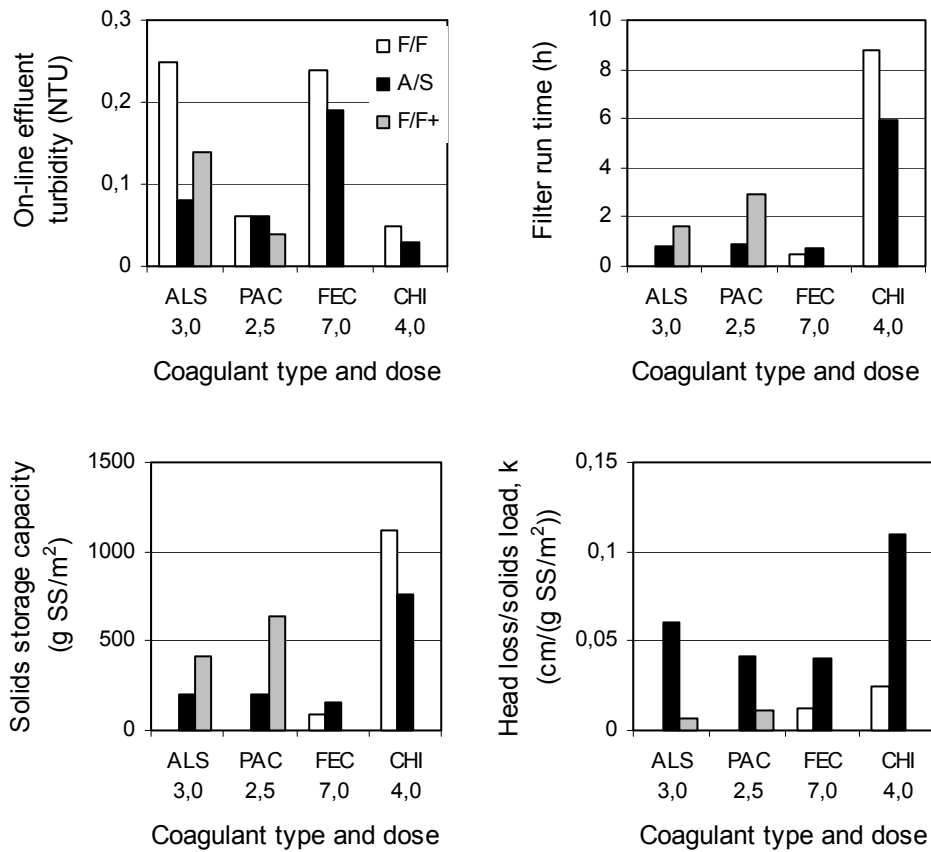 On-line effluent
turbidity (NTU)
0,3
0,2
0,1
0
F/F
A/S
F/F+
ALS PAC FEC CHI
3,0 2,5 7,0 4,0
Coagulant type and dose
Filter run time (h)
10
8
6
4
2
0
ALS PAC FEC CHI
3,0 2,5 7,0 4,0
Coagulant type and dose
Solids storage capacity
(g SS/m²)
1500
1000
500
0
ALS PAC FEC CHI
3,0 2,5 7,0 4,0
Coagulant type and dose
Head loss/solids load, k
(cm/(g SS/m²))
0,15
0,1
0,05
0
ALS PAC FEC CHI
3,0 2,5 7,0 4,0
Coagulant type and dose